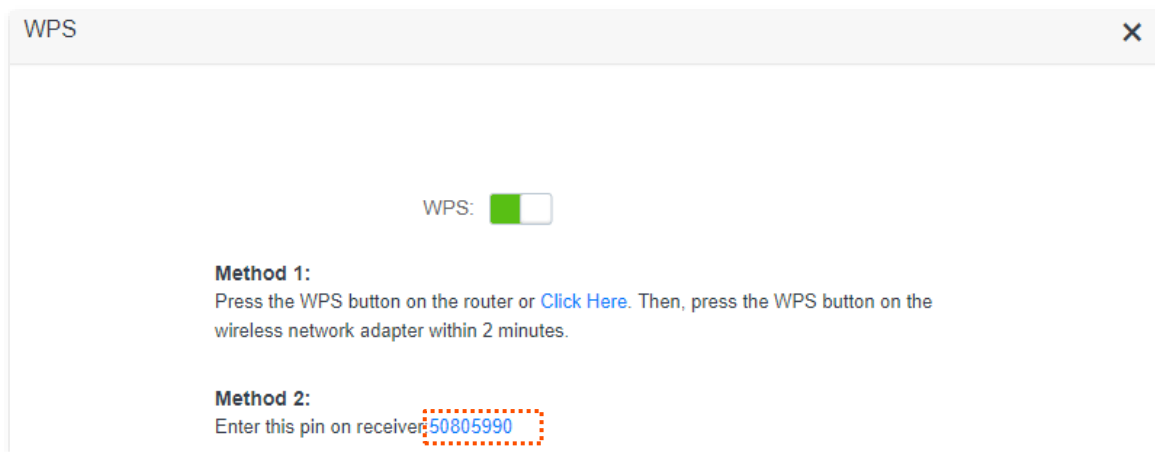 WPS
WPS:
Method 1:
Press the WPS button on the router or Click Here. Then, press the WPS button on the
wireless network adapter within 2 minutes.
Method 2:
Enter this pin on receiver 50805990